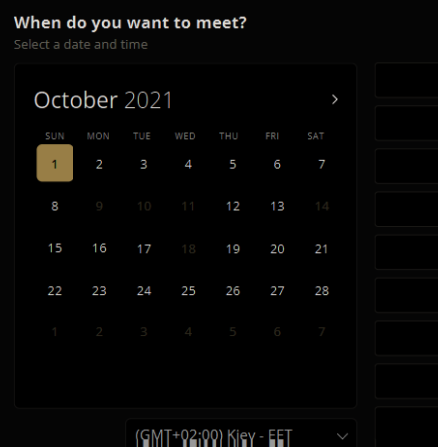 When do you want to meet?
Select a date and time
October 2021
SUN MON TUE WED THU FRI SAT
1 2 3 4 5 6 7
8 9 10 11 12 13 14
15 16 17 18 19 20 21
22 23 24 25 26 27 28
1 2 3 4 5 6 7
(GMT+02:00) Kiev - EET